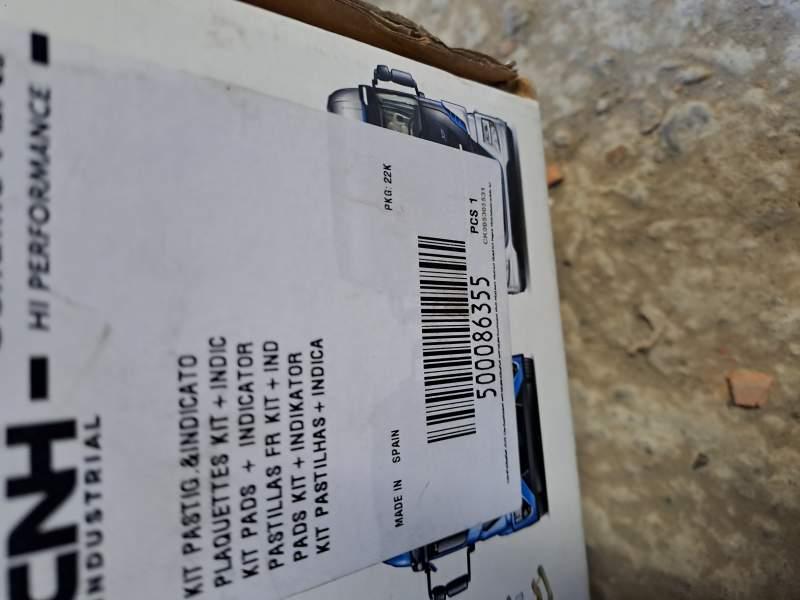 HI PERFORMANCE
CNH
INDUSTRIAL
KIT PASTIG.&INDICATO
PLAQUETTES KIT + INDIC
KIT PADS + INDICATOR
PASTILLAS FR KIT + IND
PADS KIT + INDIKATOR
KIT PASTILHAS + INDICA
MADE IN SPAIN
PKG: 22K
500086355
PCS 1